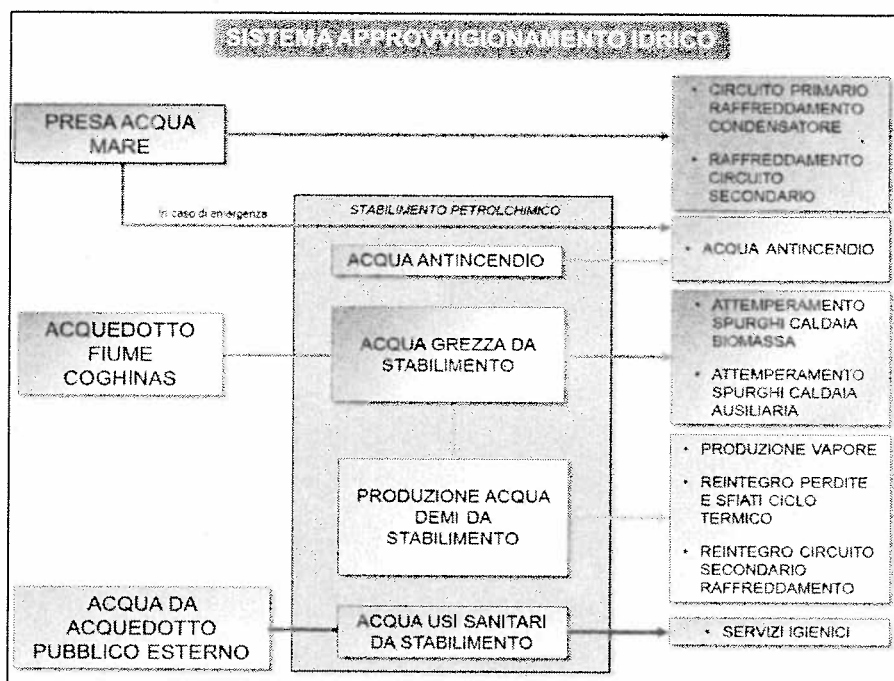 SISTEMA APPROVVIGIONAMENTO IDRICO
PRESA ACQUA
MARE
• CIRCUITO PRIMARIO
RAFFREDDAMENTO
CONDENSATORE
• RAFFREDDAMENTO
CIRCUITO
SECONDARIO
In caso di emergenza
STABILIMENTO PETROLCHIMICO
ACQUA ANTINCENDIO
• ACQUA ANTINCENDIO
ACQUEDOTTO
FIUME
COGHINAS
ACQUA GREZZA DA
STABILIMENTO
• ATTEMPERAMENTO
SPURGHI CALDAIA
BIOMASSA
• ATTEMPERAMENTO
SPURGHI CALDAIA
AUSILIARIA
PRODUZIONE ACQUA
DEMI DA
STABILIMENTO
• PRODUZIONE VAPORE
• REINTEGRO PERDITE
E SFIATI CICLO
TERMICO
• REINTEGRO CIRCUITO
SECONDARIO
RAFFREDDAMENTO
ACQUA DA
ACQUEDOTTO
PUBBLICO ESTERNO
ACQUA USI SANITARI
DA STABILIMENTO
• SERVIZI IGIENICI